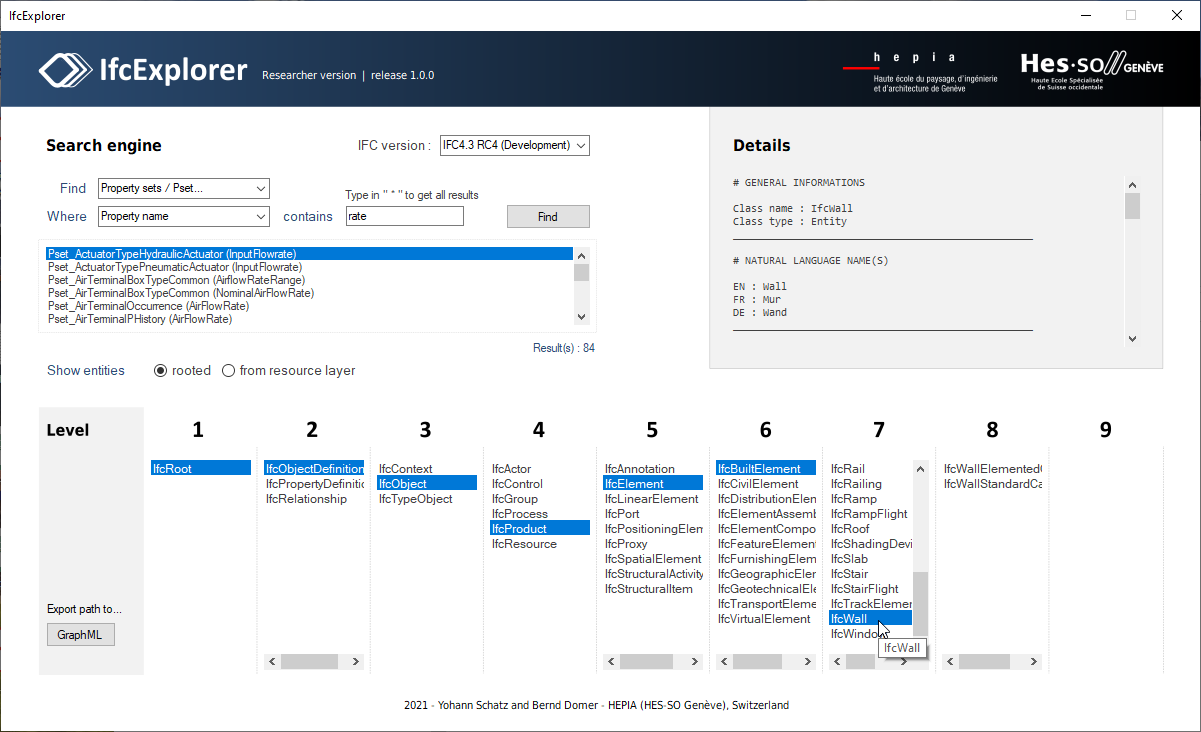 IfcExplorer
IfcExplorer Researcher version | release 1.0.0
h e p i a
Haute école du paysage, d'ingénierie
et d'architecture de Genève
Hes·so GENÈVE
Haute Ecole Spécialisée
de Suisse occidentale
Search engine
IFC version : IFC4.3 RC4 (Development)
Find Property sets / Pset...
Type in " * " to get all results
Where Property name contains rate Find
Pset_ActuatorTypeHydraulicActuator (InputFlowrate)
Pset_ActuatorTypePneumaticActuator (InputFlowrate)
Pset_AirTerminalBoxTypeCommon (AirflowRateRange)
Pset_AirTerminalBoxTypeCommon (NominalAirFlowRate)
Pset_AirTerminalOccurrence (AirFlowRate)
Pset_AirTerminalPHistory (AirFlowRate)
Result(s) : 84
Show entities rooted from resource layer
Details
# GENERAL INFORMATIONS
Class name : IfcWall
Class type : Entity
# NATURAL LANGUAGE NAME(S)
EN : Wall
FR : Mur
DE : Wand
Level
Export path to...
GraphML
1
IfcRoot
2
IfcObjectDefinition
IfcPropertyDefinitic
IfcRelationship
3
IfcContext
IfcObject
IfcTypeObject
4
IfcActor
IfcControl
IfcGroup
IfcProcess
IfcProduct
IfcResource
5
IfcAnnotation
IfcElement
IfcLinearElement
IfcPort
IfcPositioningElem
IfcProxy
IfcSpatialElement
IfcStructuralActivity
IfcStructuralItem
6
IfcBuiltElement
IfcCivilElement
IfcDistributionElen
IfcElementAssemb
IfcElementCompo
IfcFeatureElement
IfcFurnishingElem
IfcGeographicEler
IfcGeotechnicalEle
IfcTransportEleme
IfcVirtualElement
7
IfcRail
IfcRailing
IfcRamp
IfcRampFlight
IfcRoof
IfcShadingDevi
IfcSlab
IfcStair
IfcStairFlight
IfcTrackElemer
IfcWall
IfcWindo
IfcWall
8
IfcWallElementedC
IfcWallStandardCa
9
2021 - Yohann Schatz and Bernd Domer - HEPIA (HES-SO Genève), Switzerland